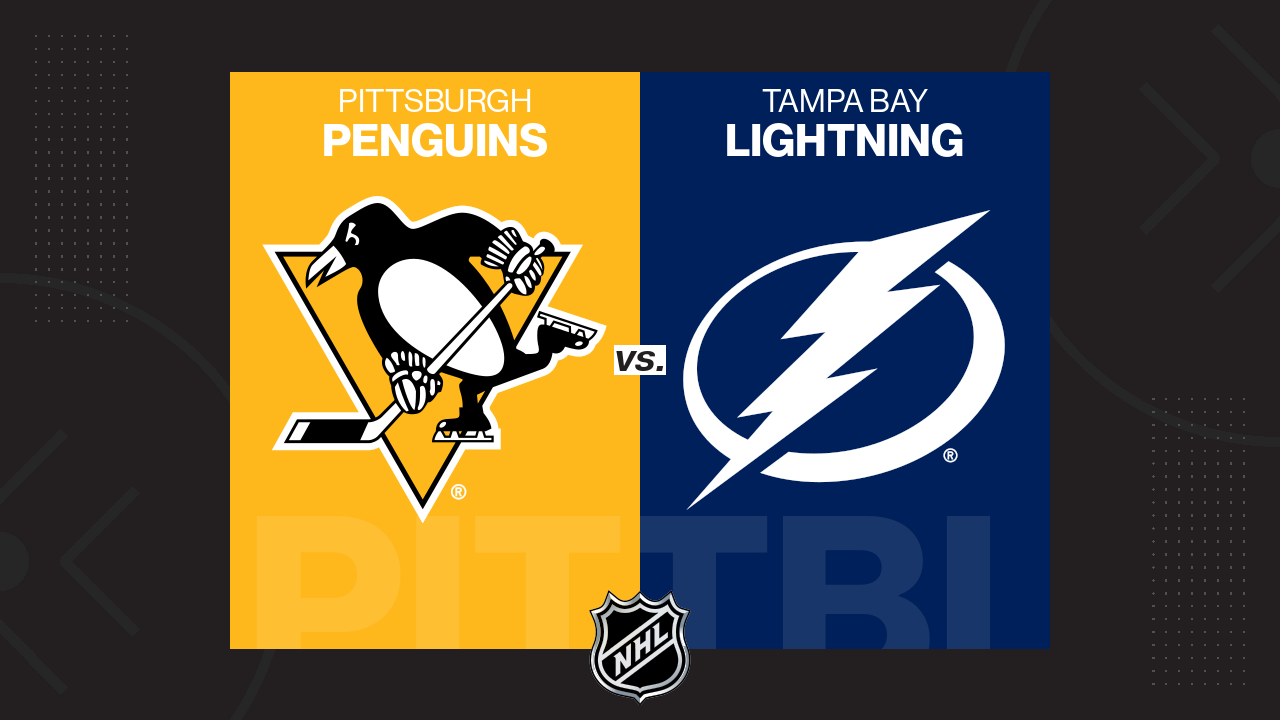 PITTSBURGH
PENGUINS
TAMPA BAY
LIGHTNING
vs.
®
®
PIT
TBL
NHL